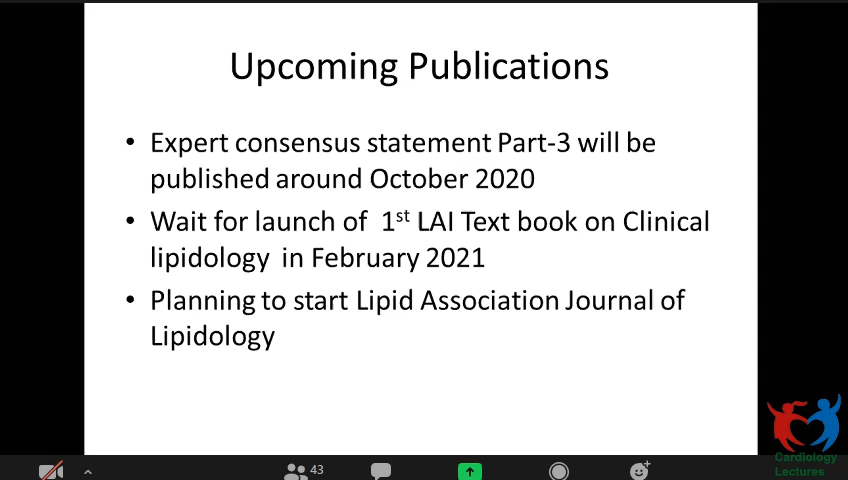 Upcoming Publications
• Expert consensus statement Part-3 will be
published around October 2020
• Wait for launch of 1st LAI Text book on Clinical
lipidology in February 2021
• Planning to start Lipid Association Journal of
Lipidology
43
Cardiology
Lectures